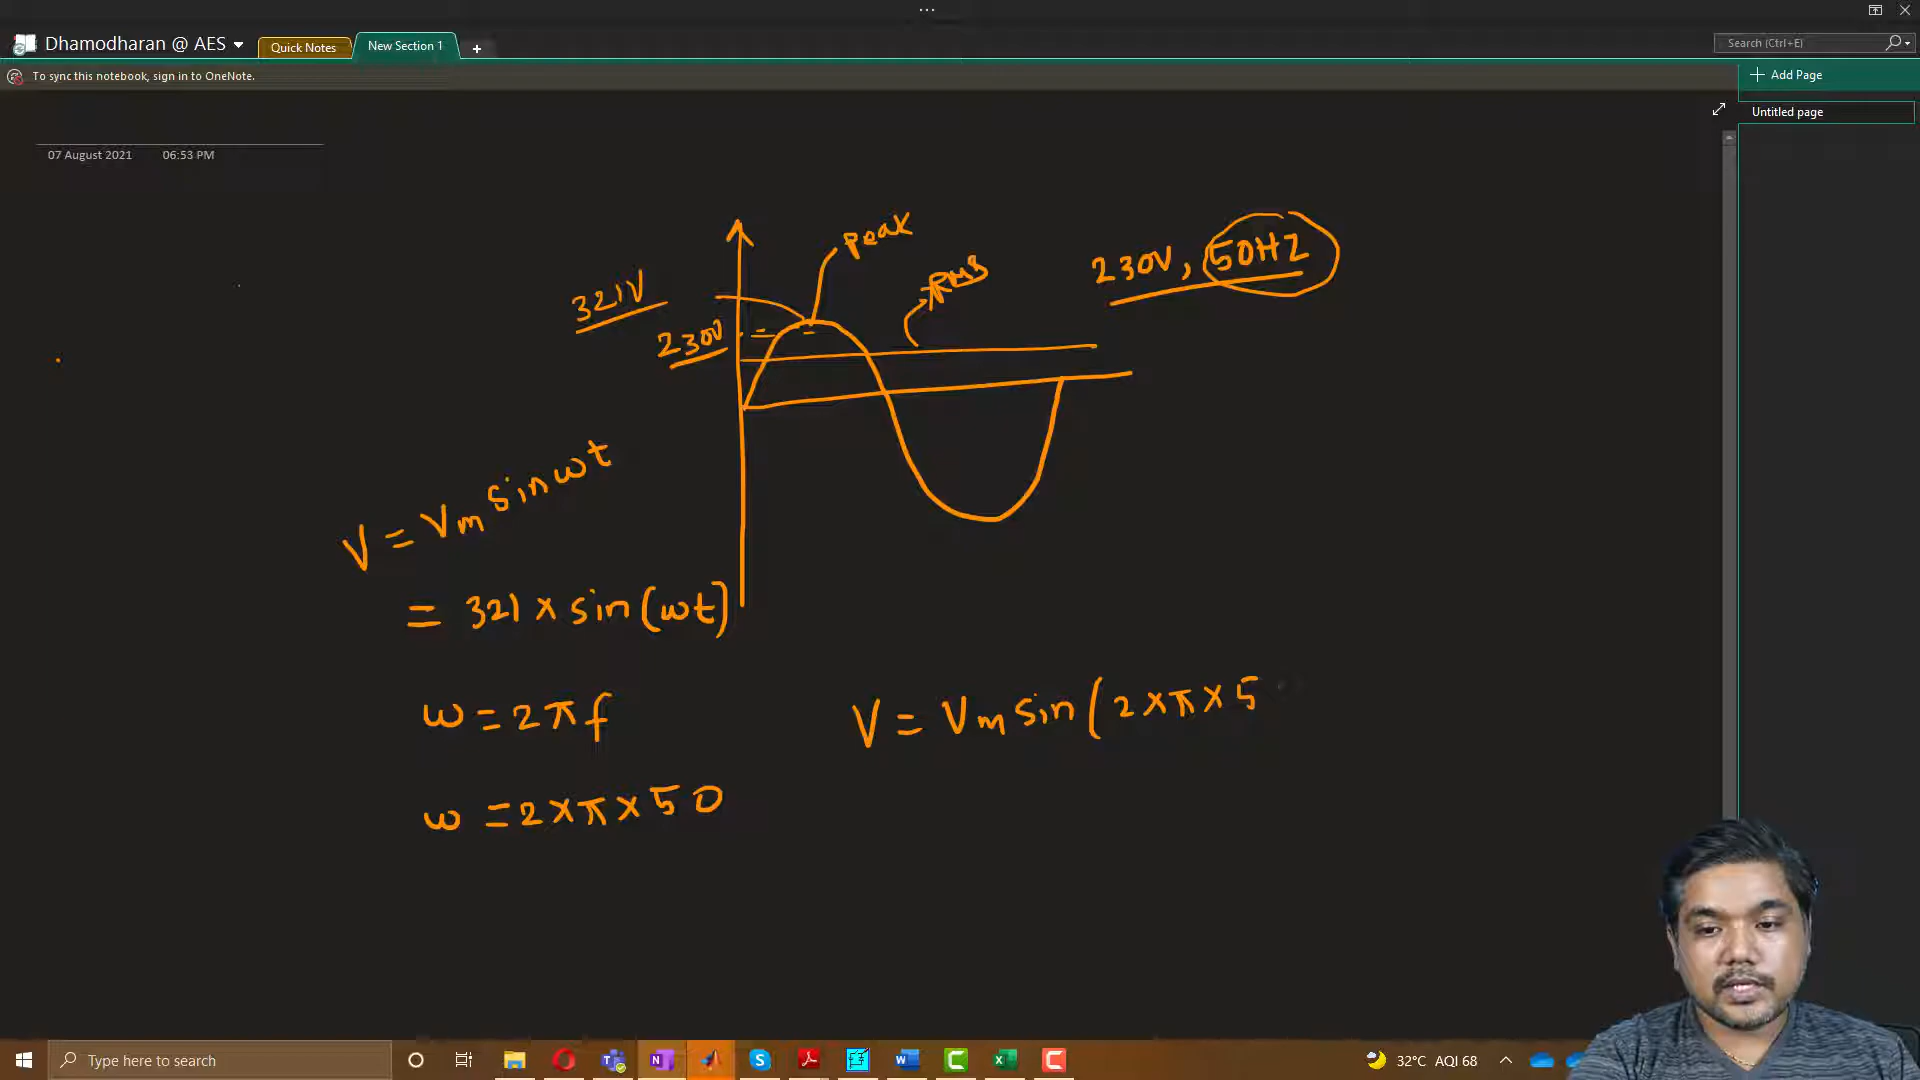 ...
Dhamodharan @ AES
Quick Notes
New Section 1
+
Search (Ctrl+E)
To sync this notebook, sign in to OneNote.
Add Page
Untitled page
07 August 2021 06:53 PM
peak
RMS
230V, 50HZ
321V
230V
V = Vm sin wt
= 321 x sin(wt)
w = 2πf
V = Vm sin (2 x π x 5
w = 2 x π x 50
Type here to search
32°C AQI 68